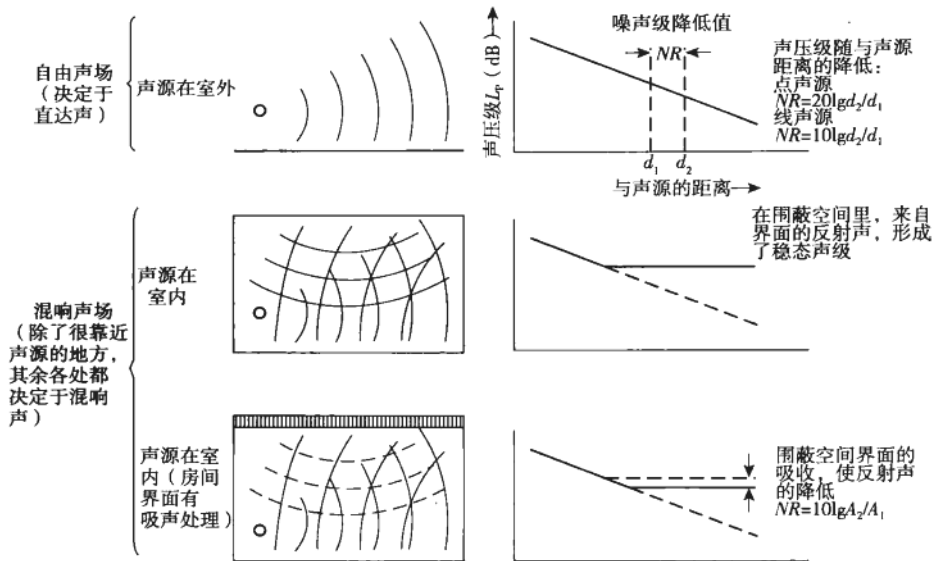 自由声场
（决定于
直达声）
声源在室外
声压级Lp（dB）
噪声级降低值
NR
声压级随与声源
距离的降低：
点声源
NR=20lgd₂/d₁
线声源
NR=10lgd₂/d₁
d₁
d₂
与声源的距离
混响声场
（除了很靠近
声源的地方，
其余各处都
决定于混响
声）
声源在
室内
在围蔽空间里，来自
界面的反射声，形成
了稳态声级
声源在室
内（房间
界面有
吸声处理）
围蔽空间界面的
吸收，使反射声
的降低
NR=10lgA₂/A₁